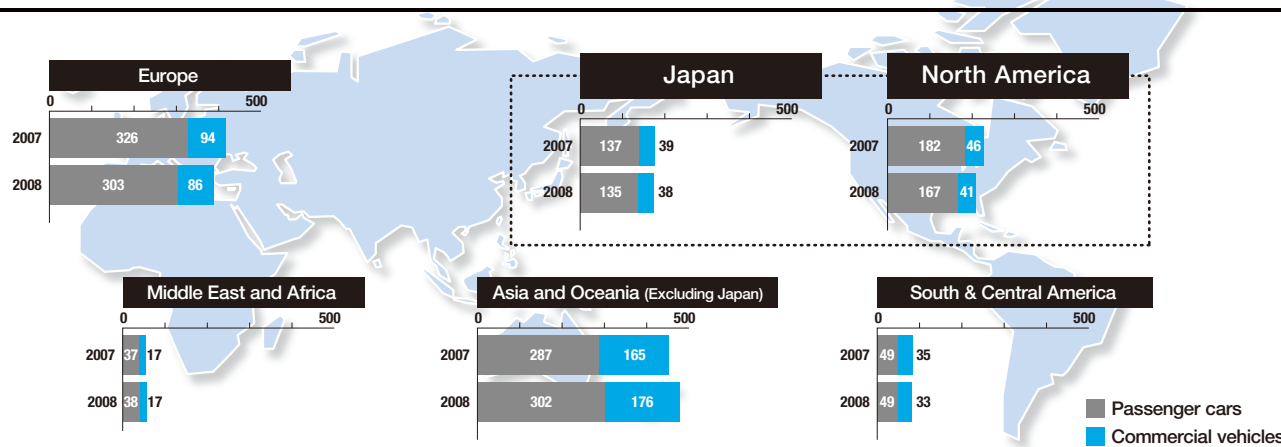 Europe
0 500
2007 326 94
2008 303 86
Japan
0 500
2007 137 39
2008 135 38
North America
0 500
2007 182 46
2008 167 41
Middle East and Africa
0 500
2007 37 17
2008 38 17
Asia and Oceania (Excluding Japan)
0 500
2007 287 165
2008 302 176
South & Central America
0 500
2007 49 35
2008 49 33
Passenger cars
Commercial vehicles